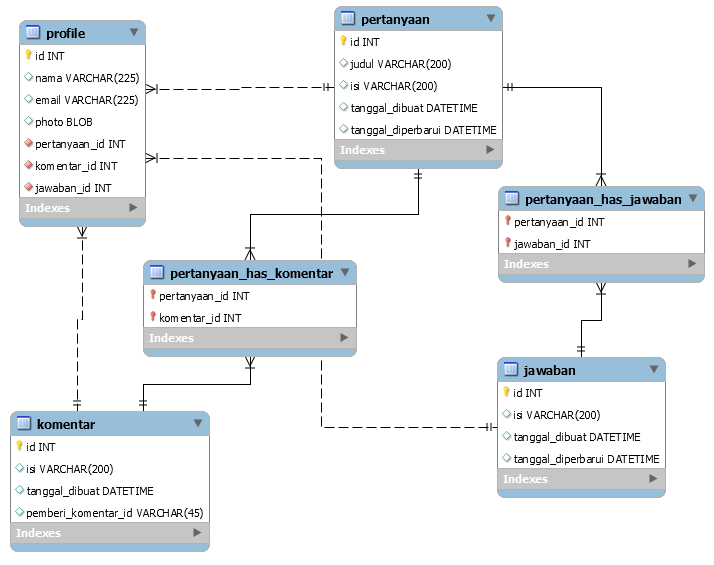 profile
id INT
nama VARCHAR(225)
email VARCHAR(225)
photo BLOB
pertanyaan_id INT
komentar_id INT
jawaban_id INT
Indexes
pertanyaan
id INT
judul VARCHAR(200)
isi VARCHAR(200)
tanggal_dibuat DATETIME
tanggal_diperbarui DATETIME
Indexes
pertanyaan_has_jawaban
pertanyaan_id INT
jawaban_id INT
Indexes
pertanyaan_has_komentar
pertanyaan_id INT
komentar_id INT
Indexes
jawaban
id INT
isi VARCHAR(200)
tanggal_dibuat DATETIME
tanggal_diperbarui DATETIME
Indexes
komentar
id INT
isi VARCHAR(200)
tanggal_dibuat DATETIME
pemberi_komentar_id VARCHAR(45)
Indexes